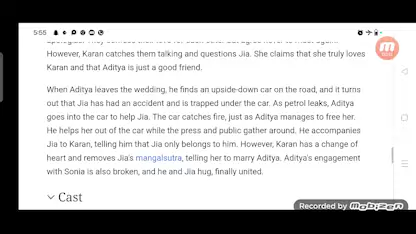 5:55
However, Karan catches them talking and questions Jia. She claims that she truly loves
Karan and that Aditya is just a good friend.
When Aditya leaves the wedding, he finds an upside-down car on the road, and it turns
out that Jia has had an accident and is trapped under the car. As petrol leaks, Aditya
goes into the car to help Jia. The car catches fire, just as Aditya manages to free her.
He helps her out of the car while the press and public gather around. He accompanies
Jia to Karan, telling him that Jia only belongs to him. However, Karan has a change of
heart and removes Jia's mangalsutra, telling her to marry Aditya. Aditya's engagement
with Sonia is also broken, and he and Jia hug, finally united.
Cast
Recorded by
Mobizen